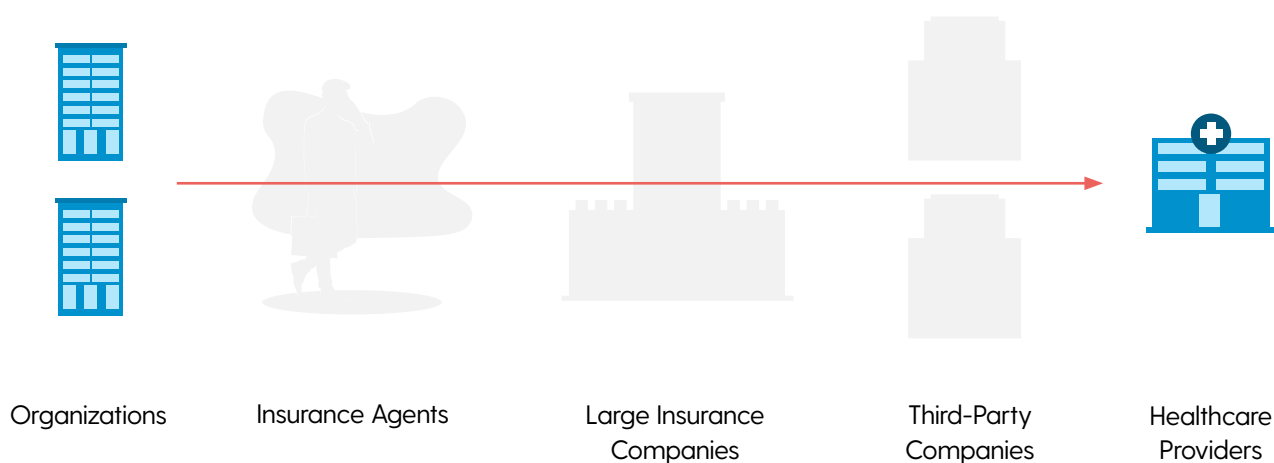 Organizations
Insurance Agents
Large Insurance
Companies
Third-Party
Companies
Healthcare
Providers